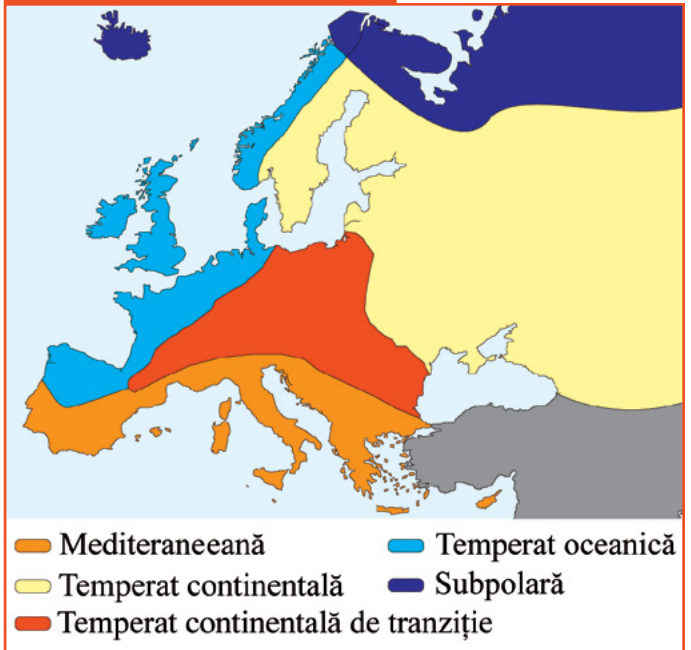 Mediteraneeană
Temperat oceanică
Temperat continentală
Subpolară
Temperat continentală de tranziție